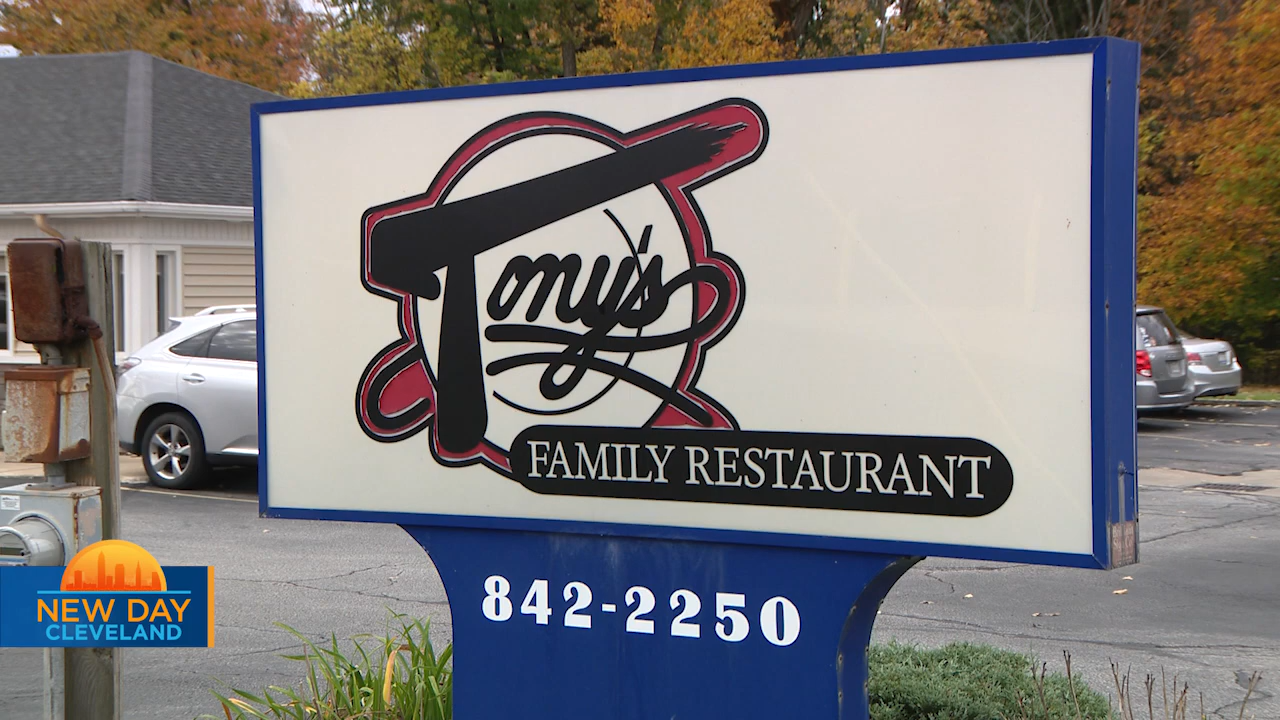 Tony's
FAMILY RESTAURANT
842-2250
NEW DAY
CLEVELAND